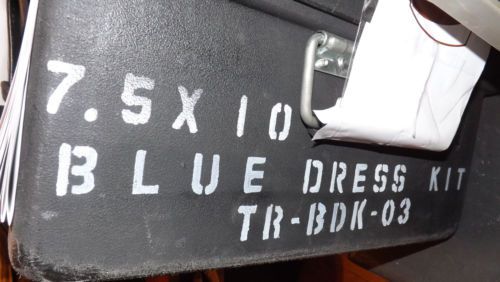 7.5X10
BLUE DRESS KIT
TR-BDK-03